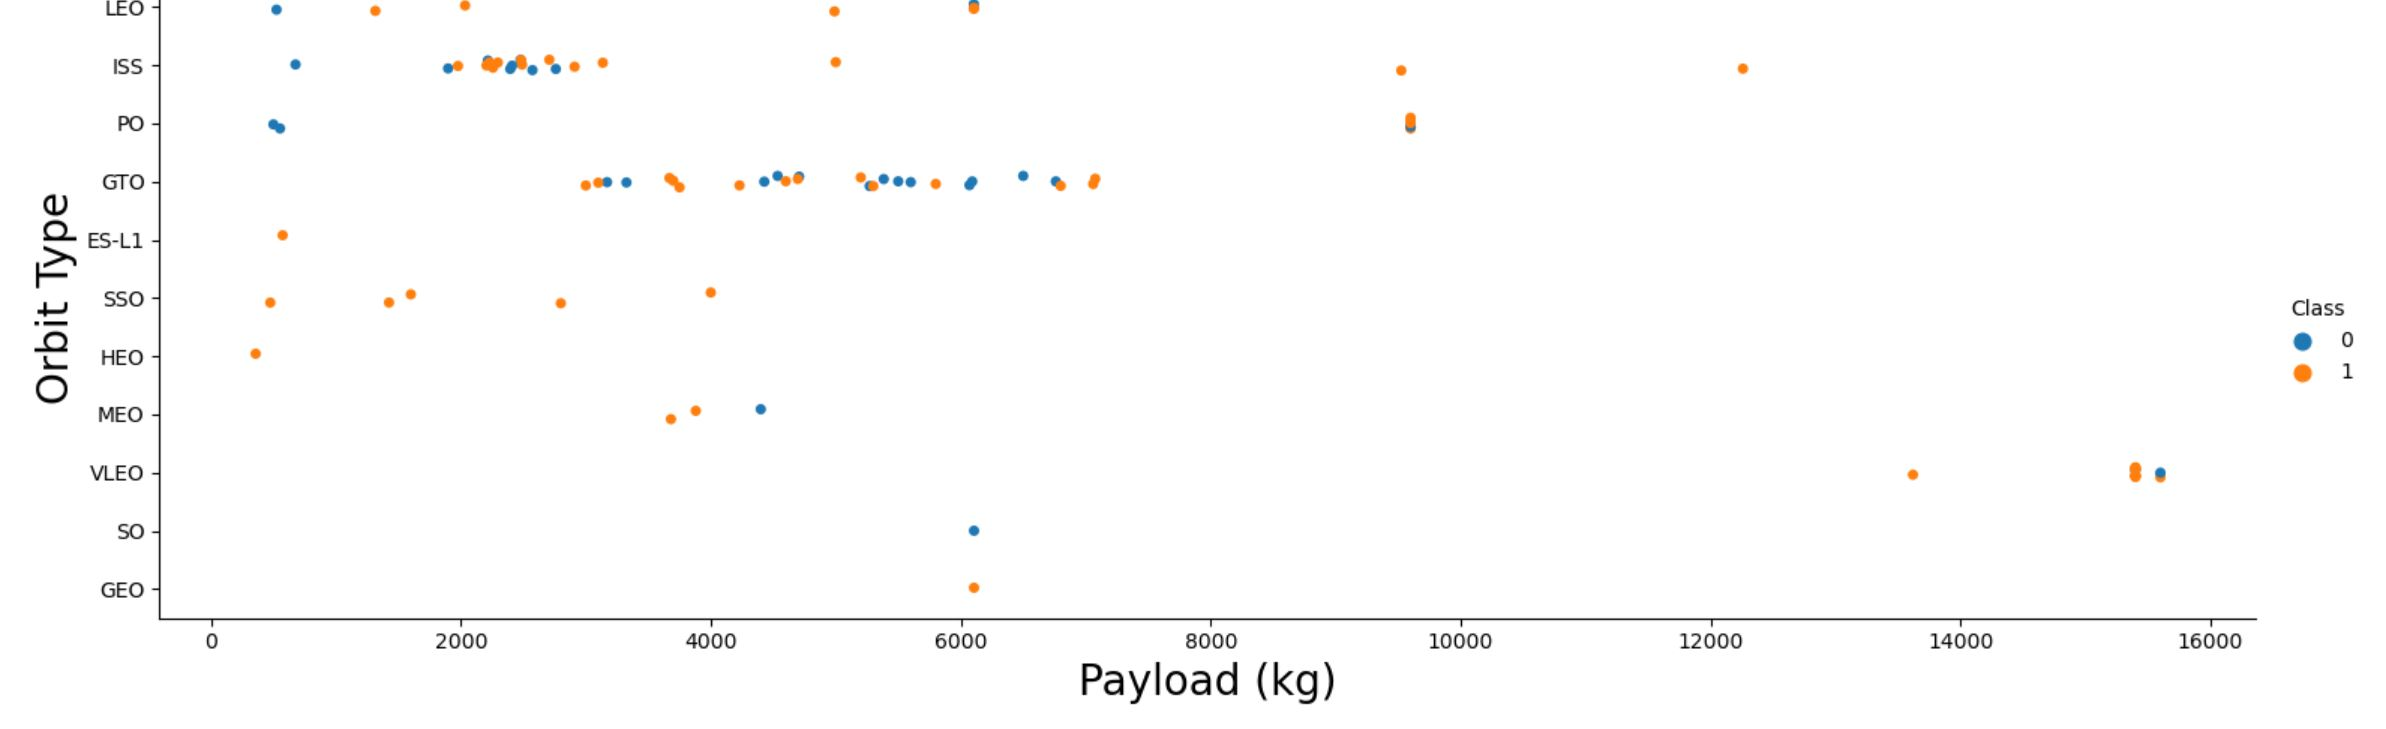 LEO
ISS
PO
GTO
ES-L1
SSO
HEO
MEO
VLEO
SO
GEO
Orbit Type
0 2000 4000 6000 8000 10000 12000 14000 16000
Payload (kg)
Class
0
1